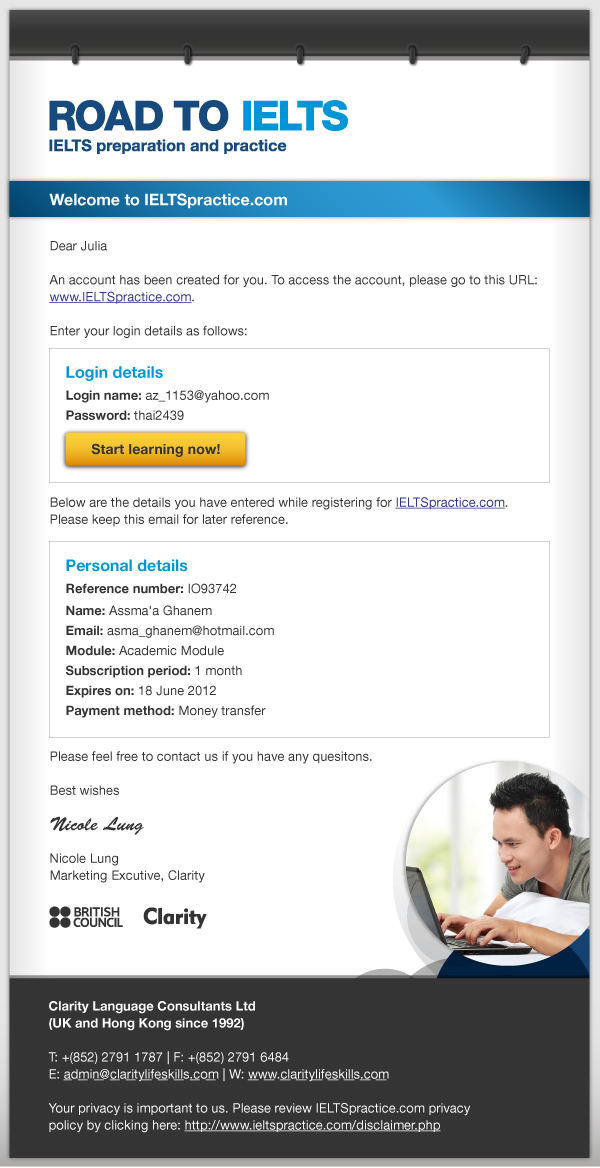 ROAD TO IELTS
IELTS preparation and practice
Welcome to IELTSpractice.com
Dear Julia
An account has been created for you. To access the account, please go to this URL:
www.IELTSpractice.com.
Enter your login details as follows:
Login details
Login name: az_1153@yahoo.com
Password: thai2439
Start learning now!
Below are the details you have entered while registering for IELTSpractice.com.
Please keep this email for later reference.
Personal details
Reference number: IO93742
Name: Assma'a Ghanem
Email: asma_ghanem@hotmail.com
Module: Academic Module
Subscription period: 1 month
Expires on: 18 June 2012
Payment method: Money transfer
Please feel free to contact us if you have any quesitons.
Best wishes
Nicole Lung
Nicole Lung
Marketing Excutive, Clarity
BRITISH
COUNCIL
Clarity
Clarity Language Consultants Ltd
(UK and Hong Kong since 1992)
T: +(852) 2791 1787 | F: +(852) 2791 6484
E: admin@claritylifeskills.com | W: www.claritylifeskills.com
Your privacy is important to us. Please review IELTSpractice.com privacy
policy by clicking here: http://www.ieltspractice.com/disclaimer.php